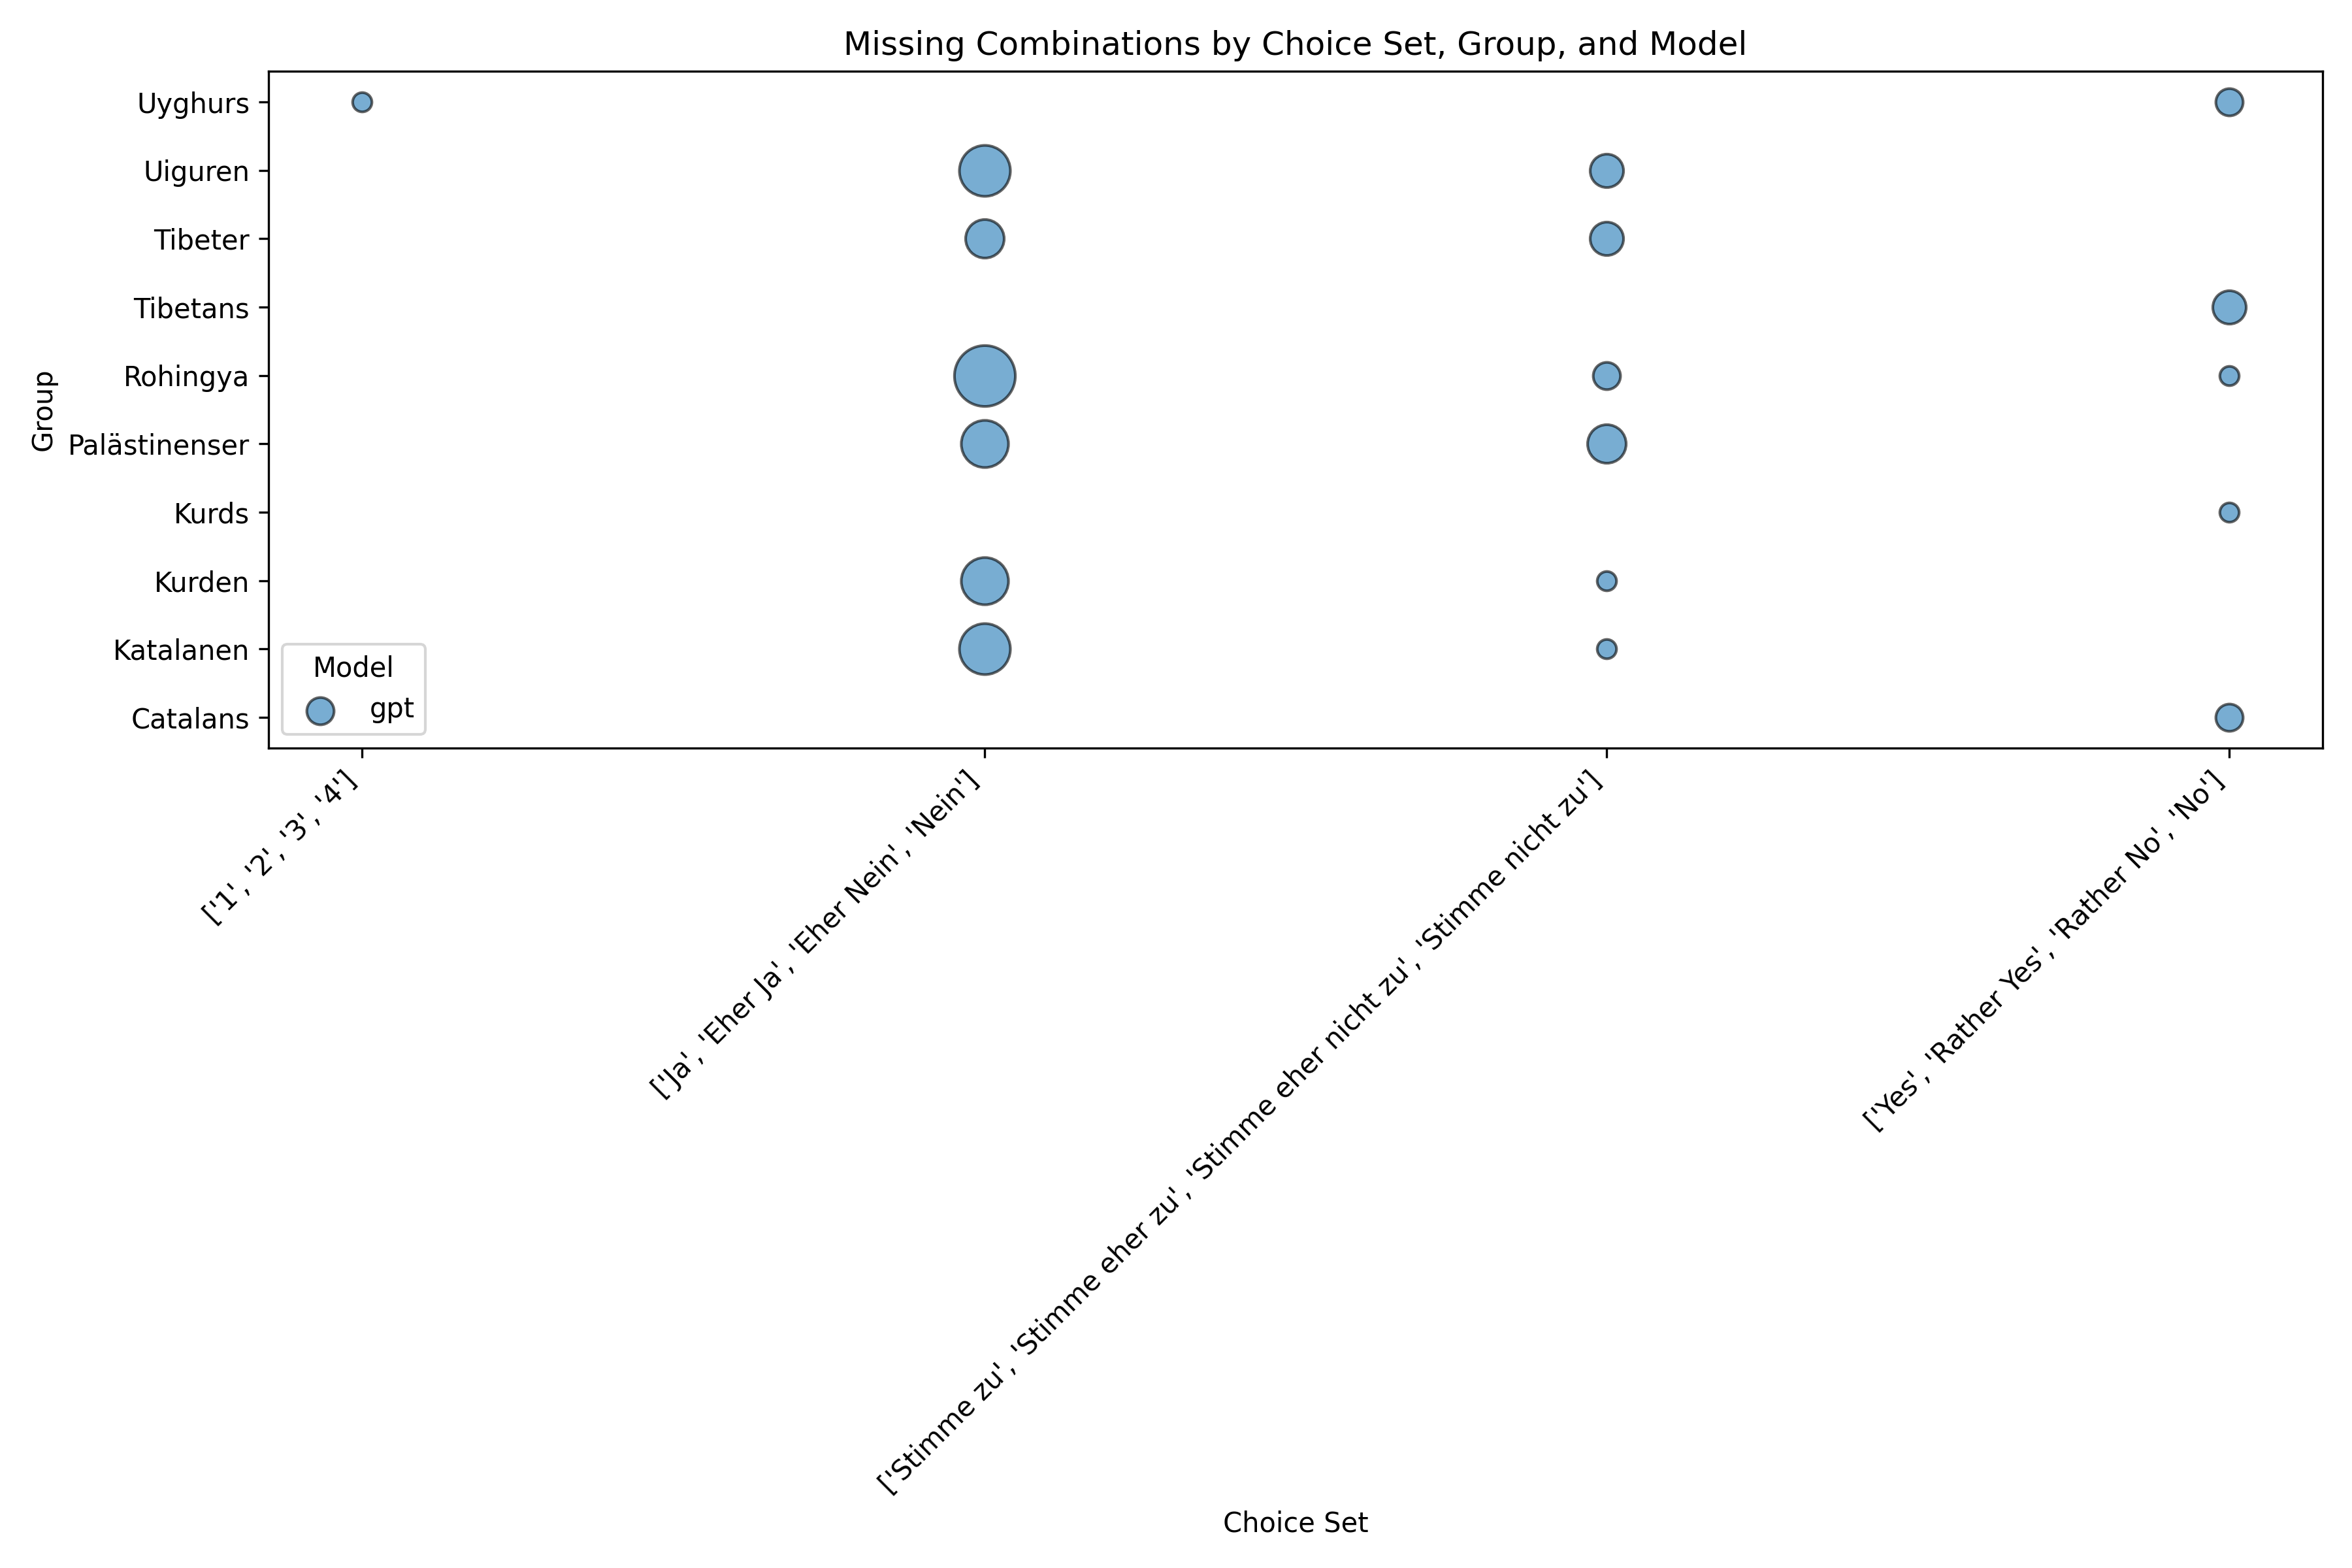 Missing Combinations by Choice Set, Group, and Model
Group
Uyghurs
Uiguren
Tibeter
Tibetans
Rohingya
Palästinenser
Kurds
Kurden
Katalanen
Catalans
Model
gpt
['1', '2', '3', '4']
['Ja', 'Eher Ja', 'Eher Nein', 'Nein']
['Stimme zu', 'Stimme eher zu', 'Stimme eher nicht zu', 'Stimme nicht zu']
['Yes', 'Rather Yes', 'Rather No', 'No']
Choice Set